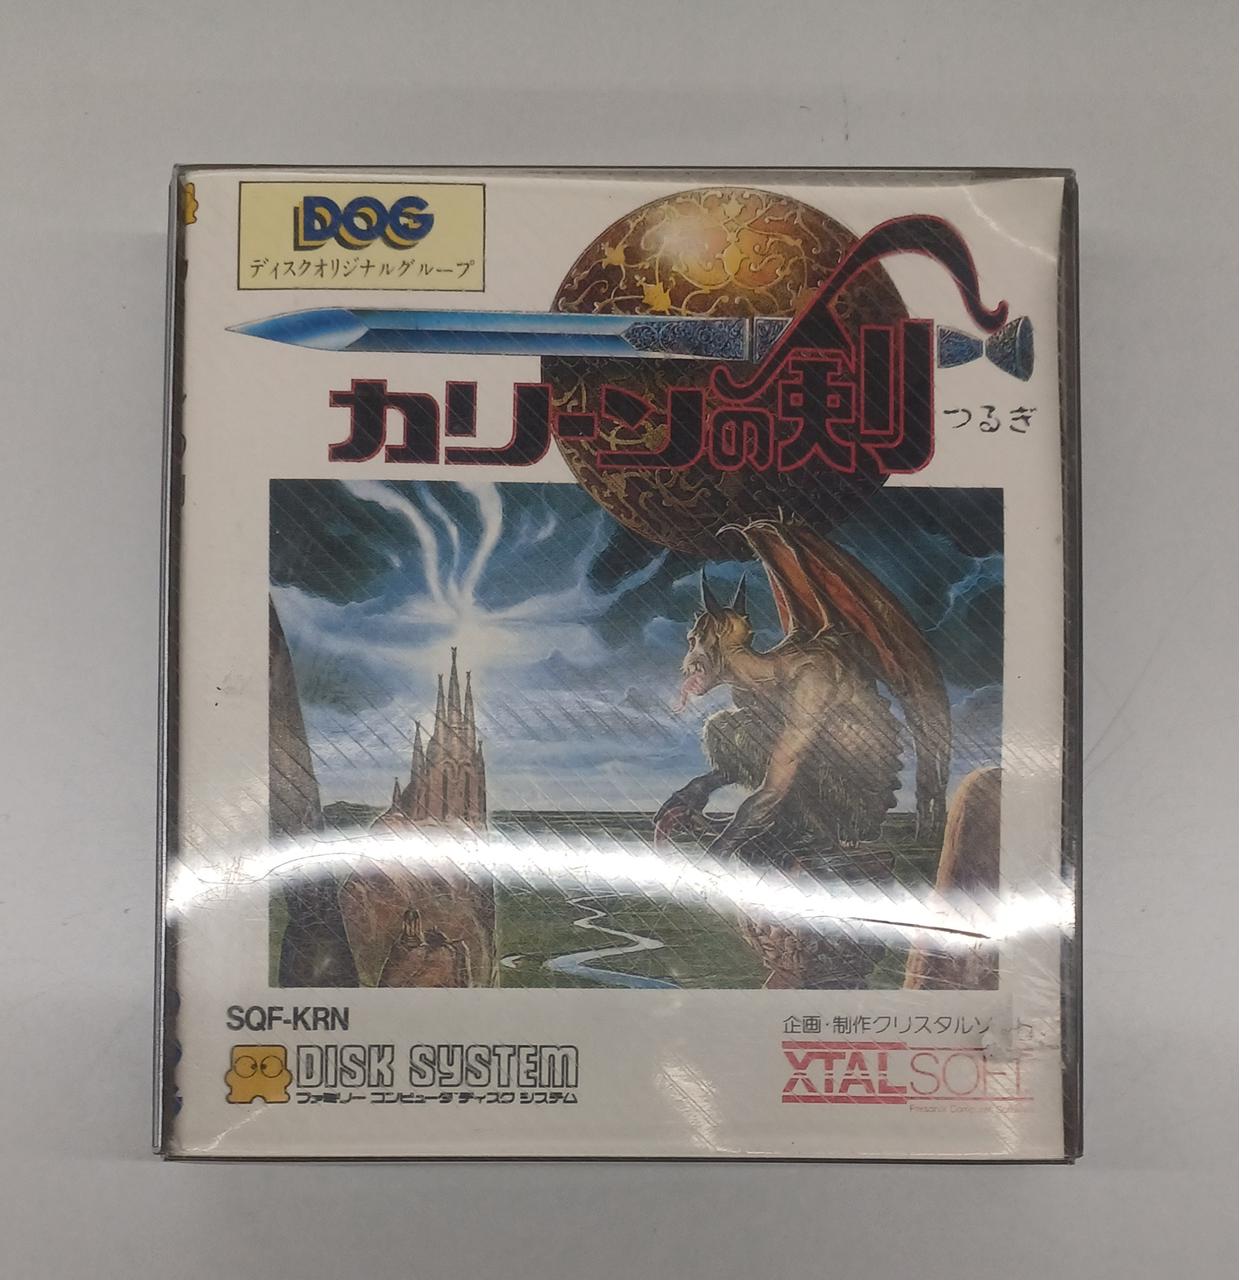 DOG
ディスクオリジナルグループ
カリーンの剣
つるぎ
SQF-KRN
DISK SYSTEM
ファミリー コンピュータ ディスク システム
企画・制作クリスタルソフト
XTALSOFT
Personal Computer Software